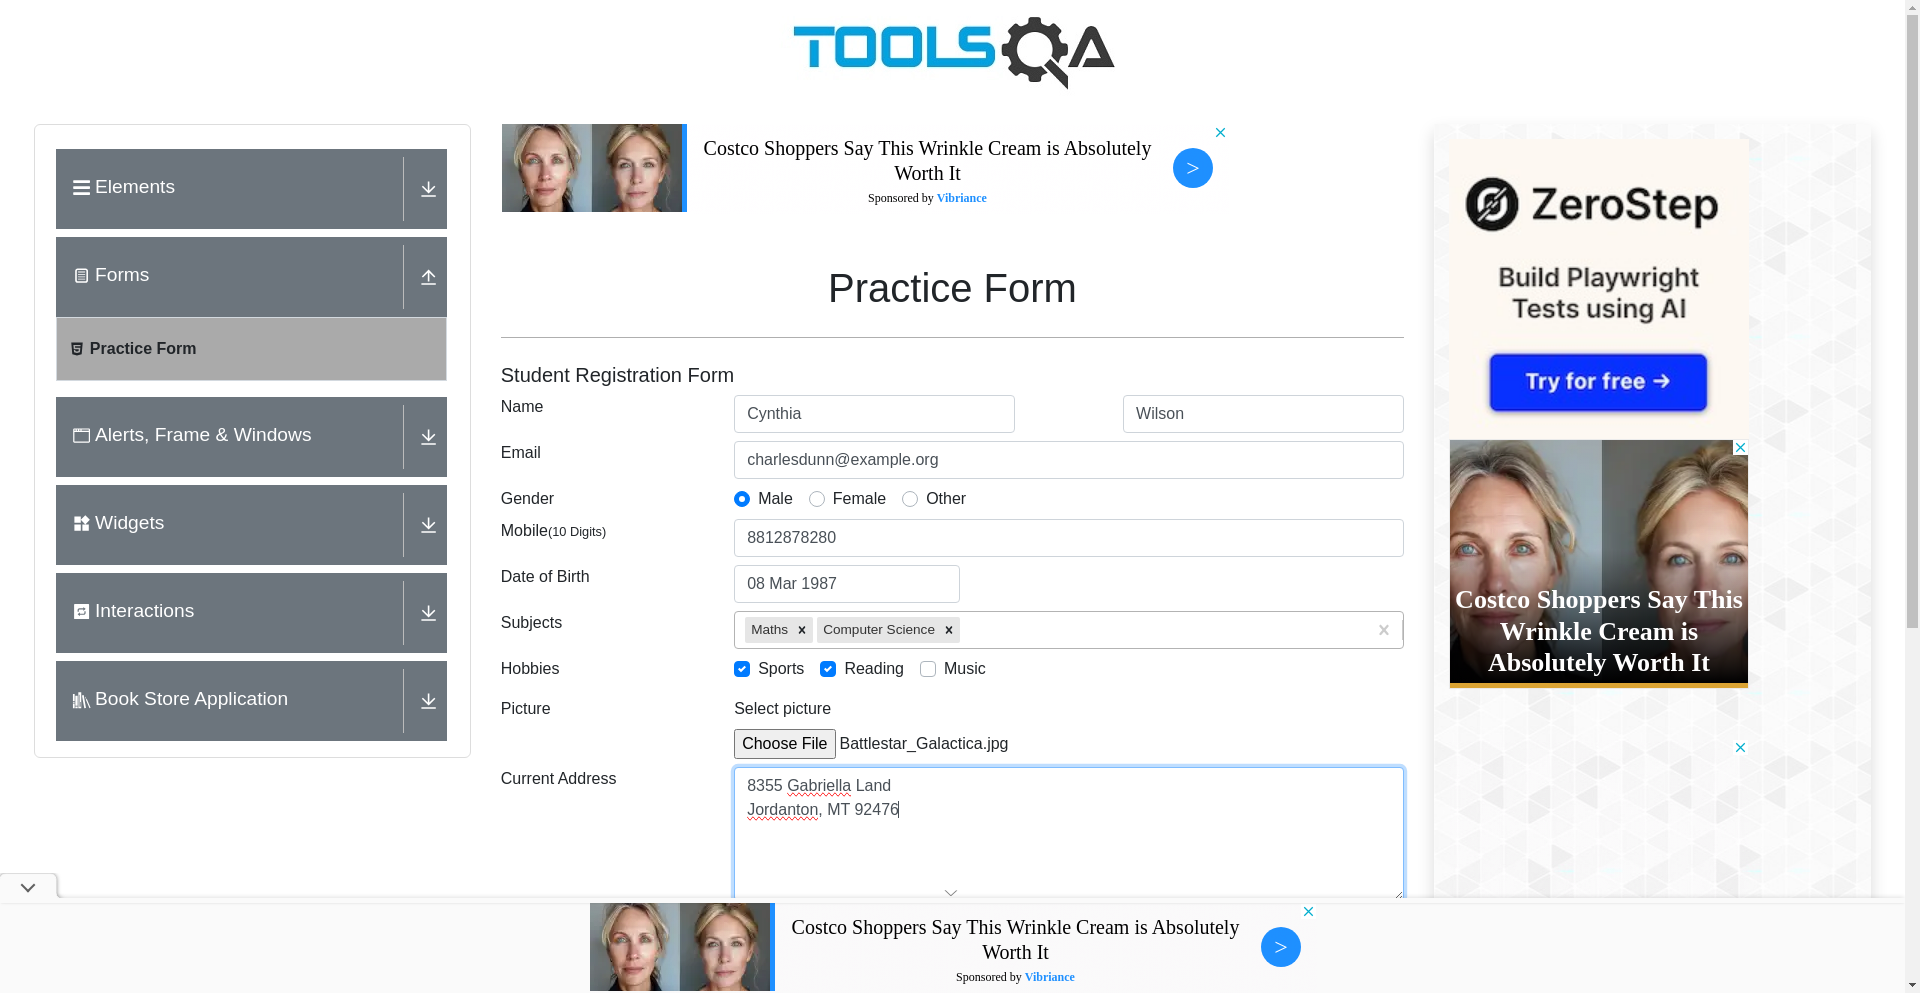 TOOLSQA
Elements
Forms
Practice Form
Alerts, Frame & Windows
Widgets
Interactions
Book Store Application
Costco Shoppers Say This Wrinkle Cream is Absolutely
Worth It
Sponsored by Vibriance
>
Practice Form
Student Registration Form
Name
Cynthia
Wilson
Email
charlesdunn@example.org
Gender
Male
Female
Other
Mobile(10 Digits)
8812878280
Date of Birth
08 Mar 1987
Subjects
Maths
Computer Science
Hobbies
Sports
Reading
Music
Picture
Select picture
Choose File Battlestar_Galactica.jpg
Current Address
8355 Gabriella Land
Jordanton, MT 92476
ZeroStep
Build Playwright
Tests using AI
Try for free →
Costco Shoppers Say This
Wrinkle Cream is
Absolutely Worth It
Costco Shoppers Say This Wrinkle Cream is Absolutely
Worth It
Sponsored by Vibriance
>